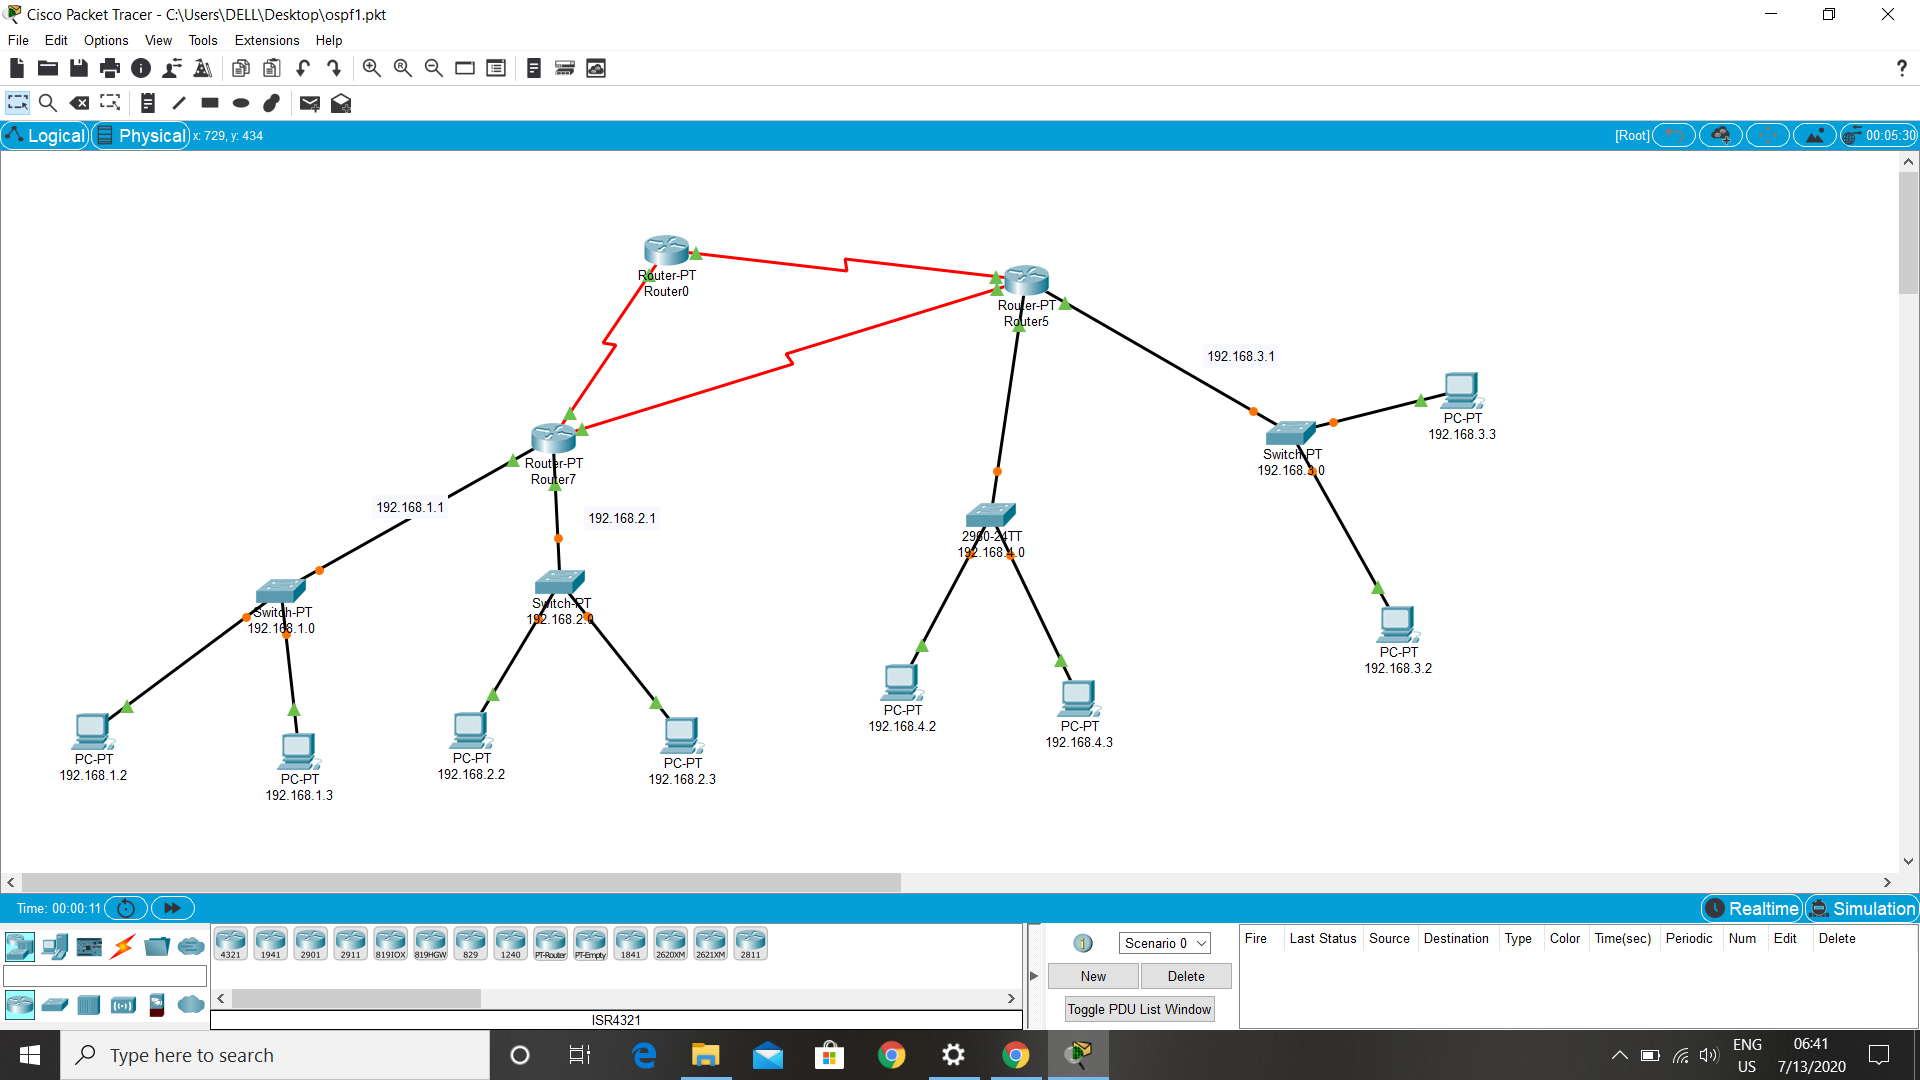 Cisco Packet Tracer - C:\Users\DELL\Desktop\ospf1.pkt
File Edit Options View Tools Extensions Help
?
Logical Physical x: 729, y: 434 [Root] 00:05:30
Router-PT
Router0
Router-PT
Router5
192.168.3.1
PC-PT
192.168.3.3
Switch-PT
192.168.3.0
Router-PT
Router7
192.168.1.1
192.168.2.1
2960-24TT
192.168.4.0
Switch-PT
192.168.1.0
Switch-PT
192.168.2.0
PC-PT
192.168.3.2
PC-PT
192.168.4.2
PC-PT
192.168.4.3
PC-PT
192.168.1.2
PC-PT
192.168.1.3
PC-PT
192.168.2.2
PC-PT
192.168.2.3
Time: 00:00:11 Realtime Simulation
4321 1941 2901 2911 819IOX 819HGW 829 1240 PT-Router PT-Empty 1841 2620XM 2621XM 2811
ISR4321
Scenario 0
New Delete
Toggle PDU List Window
Fire Last Status Source Destination Type Color Time(sec) Periodic Num Edit Delete
Type here to search
ENG
US
06:41
7/13/2020